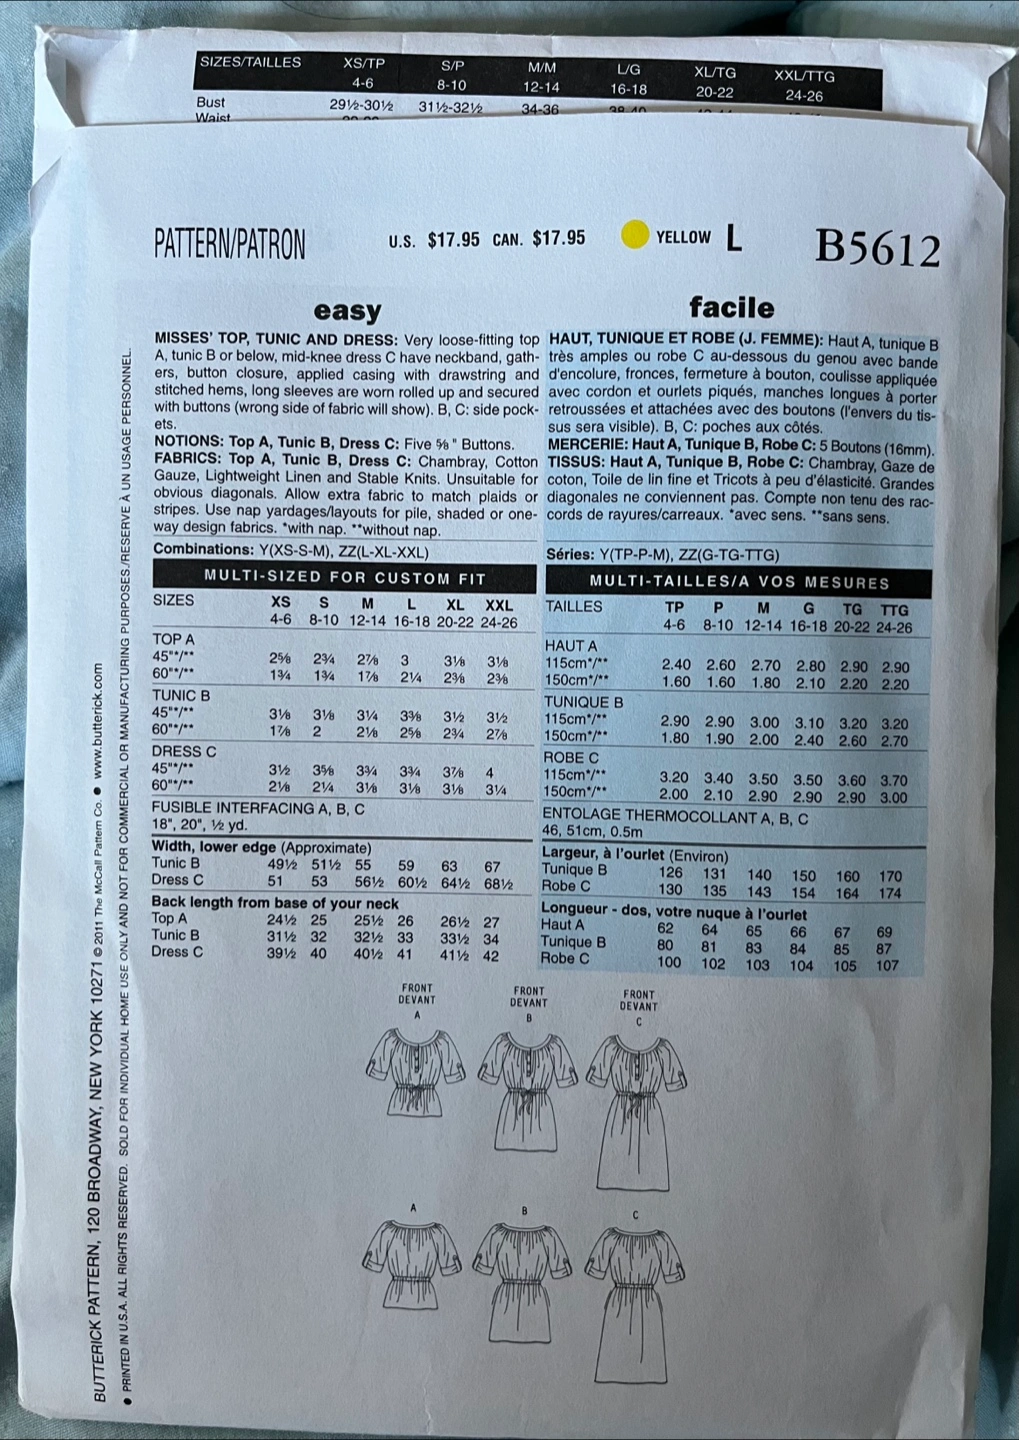 SIZES/TAILLES XS/TP S/P M/M L/G XL/TG XXL/TTG
4-6 8-10 12-14 16-18 20-22 24-26
Bust 29½-30½ 31½-32½ 34-36 38-40
Waist
PATTERN/PATRON U.S. $17.95 CAN. $17.95 YELLOW L B5612
easy
MISSES' TOP, TUNIC AND DRESS: Very loose-fitting top
A, tunic B or below, mid-knee dress C have neckband, gath-
ers, button closure, applied casing with drawstring and
stitched hems, long sleeves are worn rolled up and secured
with buttons (wrong side of fabric will show). B, C: side pock-
ets.
NOTIONS: Top A, Tunic B, Dress C: Five ⅝" Buttons.
FABRICS: Top A, Tunic B, Dress C: Chambray, Cotton
Gauze, Lightweight Linen and Stable Knits. Unsuitable for
obvious diagonals. Allow extra fabric to match plaids or
stripes. Use nap yardages/layouts for pile, shaded or one-
way design fabrics. *with nap. **without nap.
Combinations: Y(XS-S-M), ZZ(L-XL-XXL)
MULTI-SIZED FOR CUSTOM FIT
SIZES XS S M L XL XXL
4-6 8-10 12-14 16-18 20-22 24-26
TOP A
45"*/** 2⅝ 2¾ 2⅞ 3 3⅛ 3⅛
60"*/** 1¾ 1¾ 1⅞ 2¼ 2⅜ 2⅜
TUNIC B
45"*/** 3⅛ 3⅛ 3¼ 3⅜ 3½ 3½
60"*/** 1⅞ 2 2⅛ 2⅝ 2¾ 2⅞
DRESS C
45"*/** 3½ 3⅝ 3¾ 3¾ 3⅞ 4
60"*/** 2⅛ 2¼ 3⅛ 3⅛ 3⅛ 3¼
FUSIBLE INTERFACING A, B, C
18", 20", ½ yd.
Width, lower edge (Approximate)
Tunic B 49½ 51½ 55 59 63 67
Dress C 51 53 56½ 60½ 64½ 68½
Back length from base of your neck
Top A 24½ 25 25½ 26 26½ 27
Tunic B 31½ 32 32½ 33 33½ 34
Dress C 39½ 40 40½ 41 41½ 42
facile
HAUT, TUNIQUE ET ROBE (J. FEMME): Haut A, tunique B
très amples ou robe C au-dessous du genou avec bande
d'encolure, fronces, fermeture à bouton, coulisse appliquée
avec cordon et ourlets piqués, manches longues à porter
retroussées et attachées avec des boutons (l'envers du tis-
sus sera visible). B, C: poches aux côtés.
MERCERIE: Haut A, Tunique B, Robe C: 5 Boutons (16mm).
TISSUS: Haut A, Tunique B, Robe C: Chambray, Gaze de
coton, Toile de lin fine et Tricots à peu d'élasticité. Grandes
diagonales ne conviennent pas. Compte non tenu des rac-
cords de rayures/carreaux. *avec sens. **sans sens.
Séries: Y(TP-P-M), ZZ(G-TG-TTG)
MULTI-TAILLES/A VOS MESURES
TAILLES TP P M G TG TTG
4-6 8-10 12-14 16-18 20-22 24-26
HAUT A
115cm*/** 2.40 2.60 2.70 2.80 2.90 2.90
150cm*/** 1.60 1.60 1.80 2.10 2.20 2.20
TUNIQUE B
115cm*/** 2.90 2.90 3.00 3.10 3.20 3.20
150cm*/** 1.80 1.90 2.00 2.40 2.60 2.70
ROBE C
115cm*/** 3.20 3.40 3.50 3.50 3.60 3.70
150cm*/** 2.00 2.10 2.90 2.90 2.90 3.00
ENTOLAGE THERMOCOLLANT A, B, C
46, 51cm, 0.5m
Largeur, à l'ourlet (Environ)
Tunique B 126 131 140 150 160 170
Robe C 130 135 143 154 164 174
Longueur - dos, votre nuque à l'ourlet
Haut A 62 64 65 66 67 69
Tunique B 80 81 83 84 85 87
Robe C 100 102 103 104 105 107
FRONT FRONT FRONT
DEVANT DEVANT DEVANT
A B C
A B C
BUTTERICK PATTERN, 120 BROADWAY, NEW YORK 10271 © 2011 The McCall Pattern Co. ● www.butterick.com
● PRINTED IN U.S.A. ALL RIGHTS RESERVED. SOLD FOR INDIVIDUAL HOME USE ONLY AND NOT FOR COMMERCIAL OR MANUFACTURING PURPOSES./RESERVE À UN USAGE PERSONNEL.